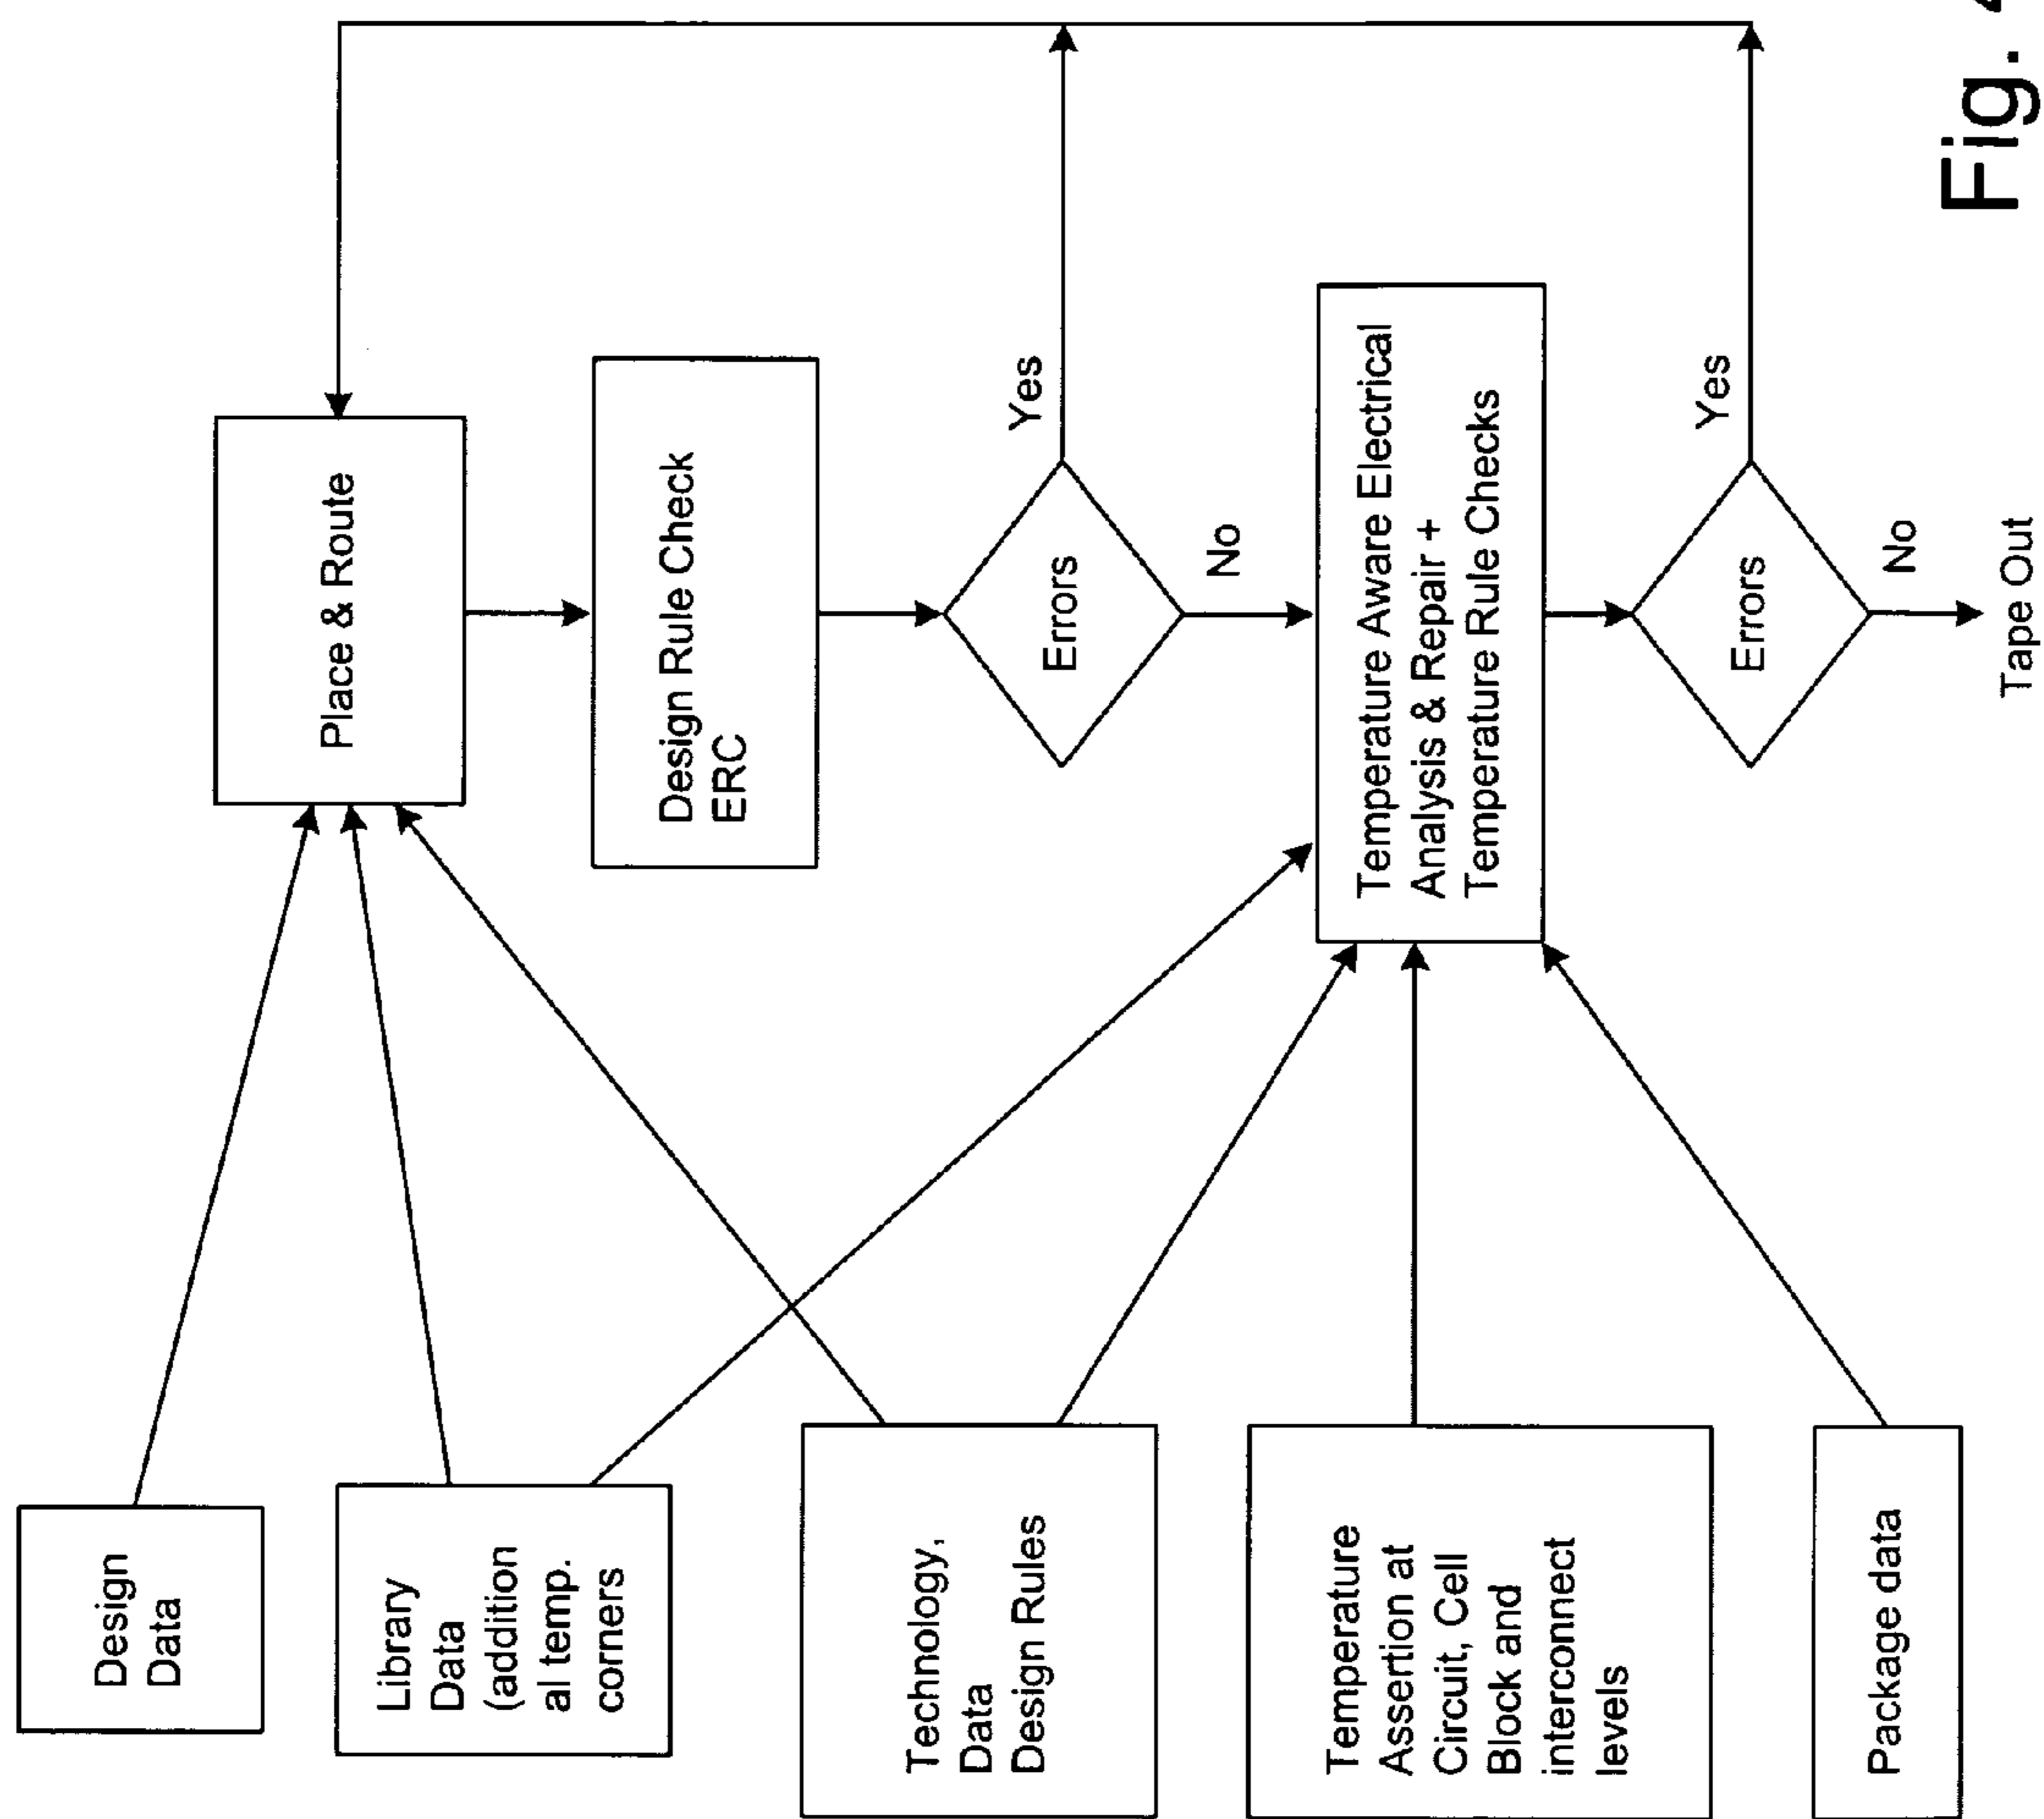 Design
Data
Library
Data
(addition
al temp.
corners
Technology,
Data
Design Rules
Temperature
Assertion at
Circuit, Cell
Block and
interconnect
levels
Package data
Place & Route
Design Rule Check
ERC
Errors
Yes
No
Temperature Aware Electrical
Analysis & Repair +
Temperature Rule Checks
Errors
Yes
No
Tape Out
Fig.